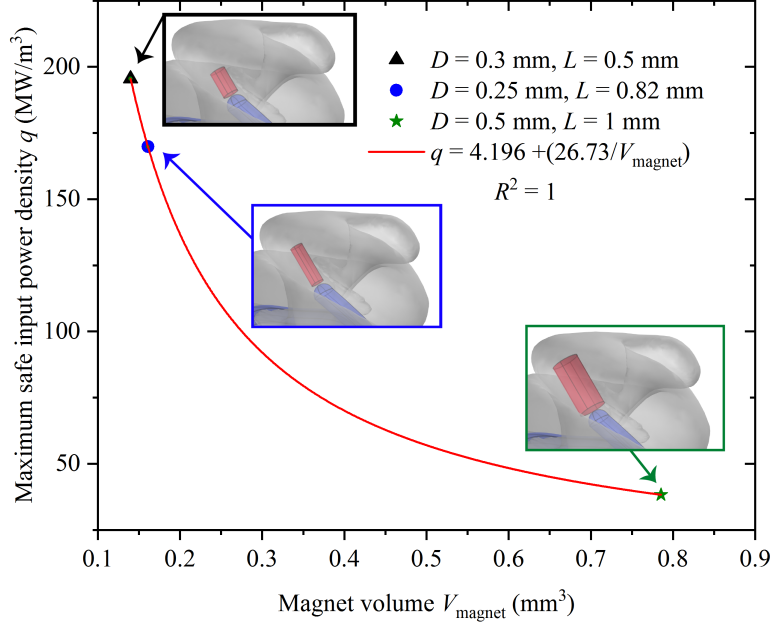 D = 0.3 mm, L = 0.5 mm
D = 0.25 mm, L = 0.82 mm
D = 0.5 mm, L = 1 mm
q = 4.196 +(26.73/Vmagnet)
R² = 1
Maximum safe input power density q (MW/m³)
200
150
100
50
0.1 0.2 0.3 0.4 0.5 0.6 0.7 0.8 0.9
Magnet volume Vmagnet (mm³)